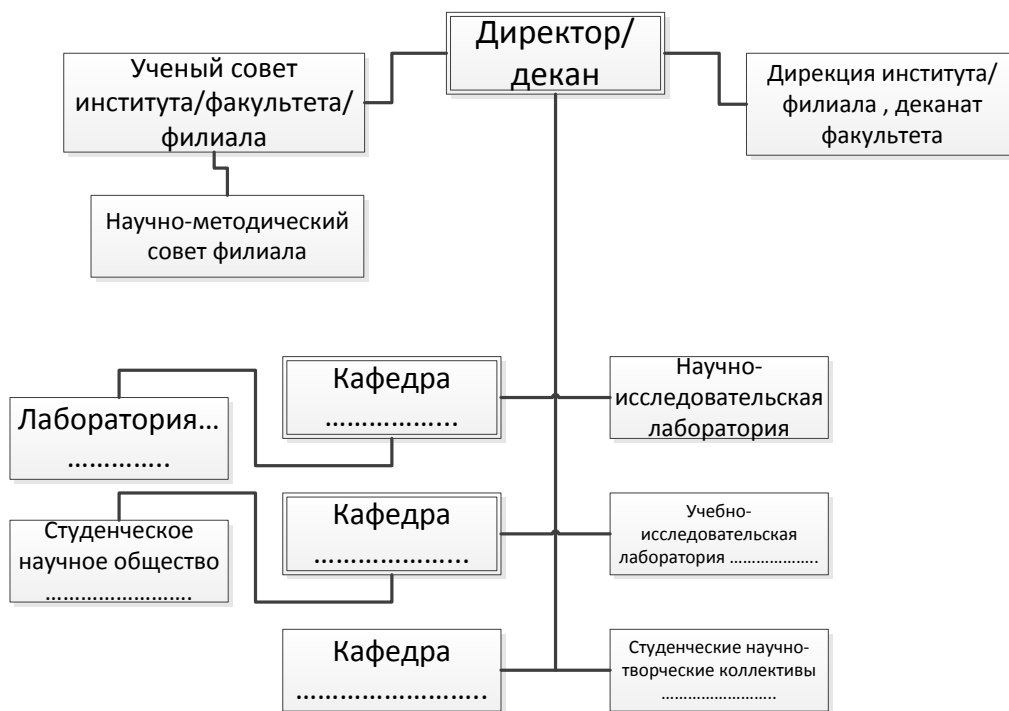 Директор/
декан
Ученый совет
института/факультета/
филиала
Дирекция института/
филиала , деканат
факультета
Научно-методический
совет филиала
Кафедра
………………
Научно-
исследовательская
лаборатория
Лаборатория…
…………..
Кафедра
………………...
Учебно-
исследовательская
лаборатория ………………..
Студенческое
научное общество
…………………….
Кафедра
……………………..
Студенческие научно-
творческие коллективы
……………………..